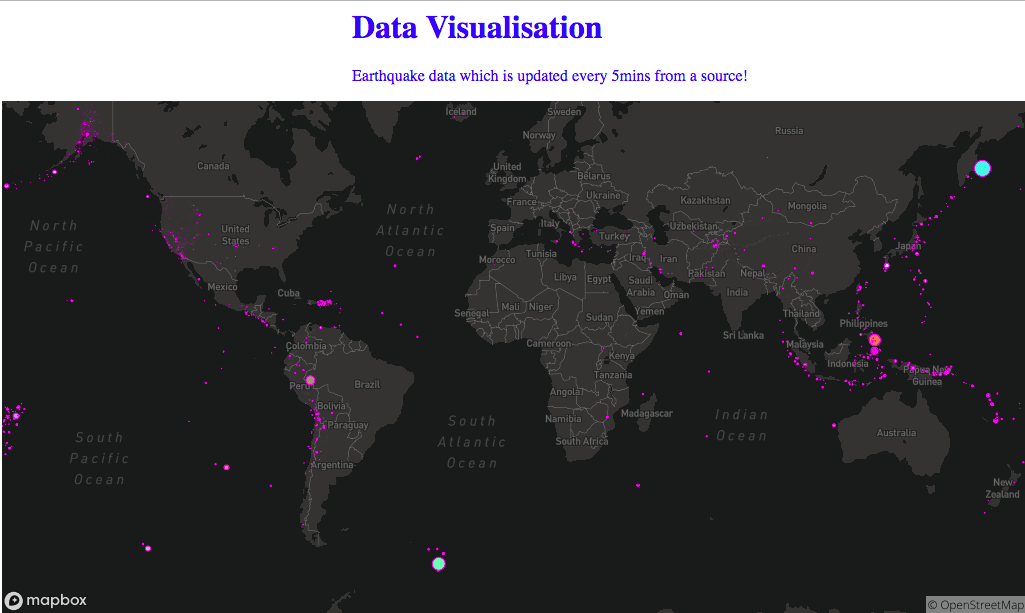 Data Visualisation
Earthquake data which is updated every 5mins from a source!
Iceland
Sweden
Russia
Norway
Canada
United
Kingdom
Belarus
Ukraine
France
Kazakhstan
Mongolia
North
Pacific
Ocean
North
Atlantic
Ocean
United
States
Spain
Italy
Turkey
Uzbekistan
China
Japan
Morocco
Tunisia
Iraq
Iran
Pakistan
Nepal
Mexico
Cuba
Libya
Egypt
Saudi
Arabia
Oman
India
Senegal
Mali
Niger
Sudan
Yemen
Thailand
Philippines
Sri Lanka
Colombia
Cameroon
Kenya
Malaysia
Indonesia
Peru
Brazil
Tanzania
Papua New
Guinea
Angola
Bolivia
Paraguay
Namibia
Madagascar
South
Pacific
Ocean
South
Atlantic
Ocean
Indian
Ocean
Australia
South Africa
Argentina
New
Zealand
mapbox
© OpenStreetMap